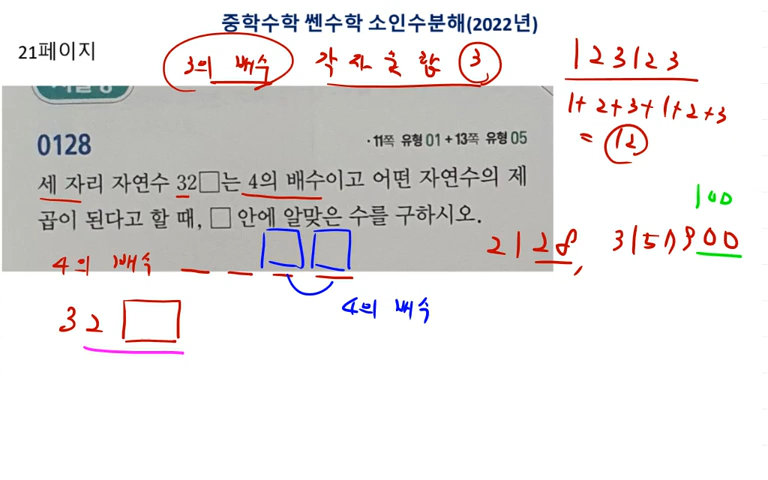 중학수학 쎈수학 소인수분해(2022년)
21페이지
3의 배수 각 자 숫 합 3
123123
1+2+3+1+2+3
= 12
0128
· 11쪽 유형 01 + 13쪽 유형 05
세 자리 자연수 32□는 4의 배수이고 어떤 자연수의 제
곱이 된다고 할 때, □ 안에 알맞은 수를 구하시오.
100
2128, 3157900
4의 배수
4의 배수
32□